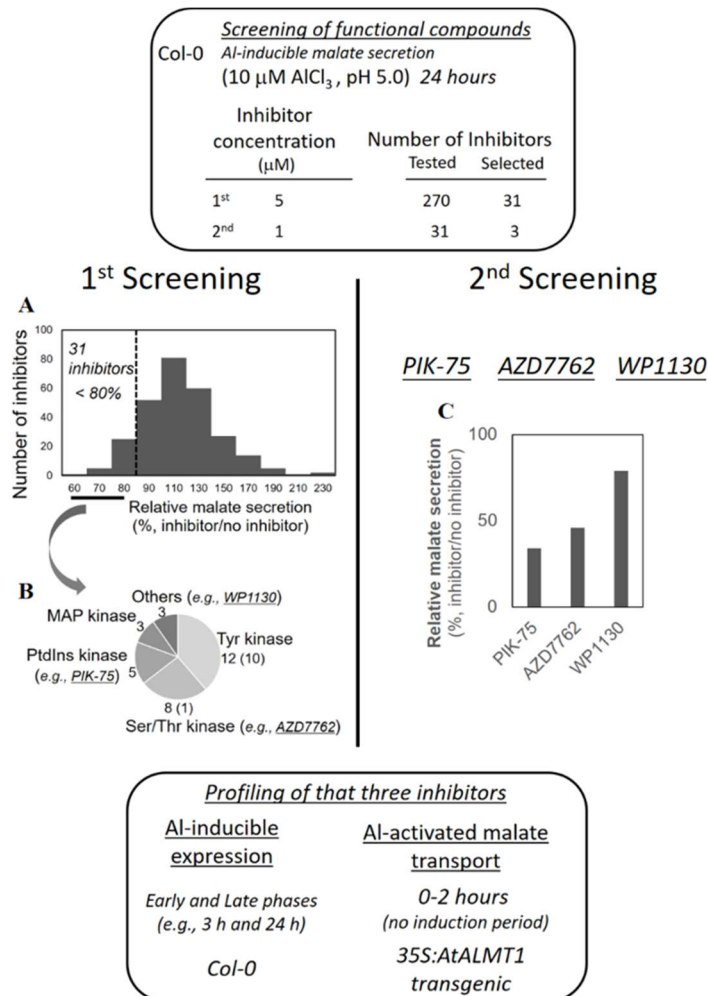 Screening of functional compounds
Col-0 Al-inducible malate secretion
(10 μM AlCl₃ , pH 5.0) 24 hours
Inhibitor concentration (μM)
Number of Inhibitors
Tested Selected
1st 5 270 31
2nd 1 31 3
1st Screening
A
Number of inhibitors
100
80
60
40
20
0
31
inhibitors
< 80%
60 70 80 90 110 130 150 170 190 210 230
Relative malate secretion
(%, inhibitor/no inhibitor)
B
Others (e.g., WP1130)
3
MAP kinase
3
Tyr kinase
12 (10)
PtdIns kinase
(e.g., PIK-75)
5
8 (1)
Ser/Thr kinase (e.g., AZD7762)
2nd Screening
PIK-75 AZD7762 WP1130
C
Relative malate secretion
(%, inhibitor/no inhibitor)
100
50
0
PIK-75
AZD7762
WP1130
Profiling of that three inhibitors
Al-inducible
expression
Early and Late phases
(e.g., 3 h and 24 h)
Col-0
Al-activated malate
transport
0-2 hours
(no induction period)
35S:AtALMT1
transgenic